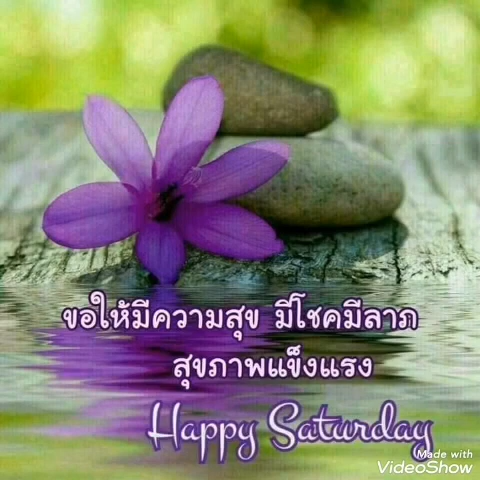 ขอให้มีความสุข มีโชคมีลาภ
สุขภาพแข็งแรง
Happy Saturday
Made with
VideoShow